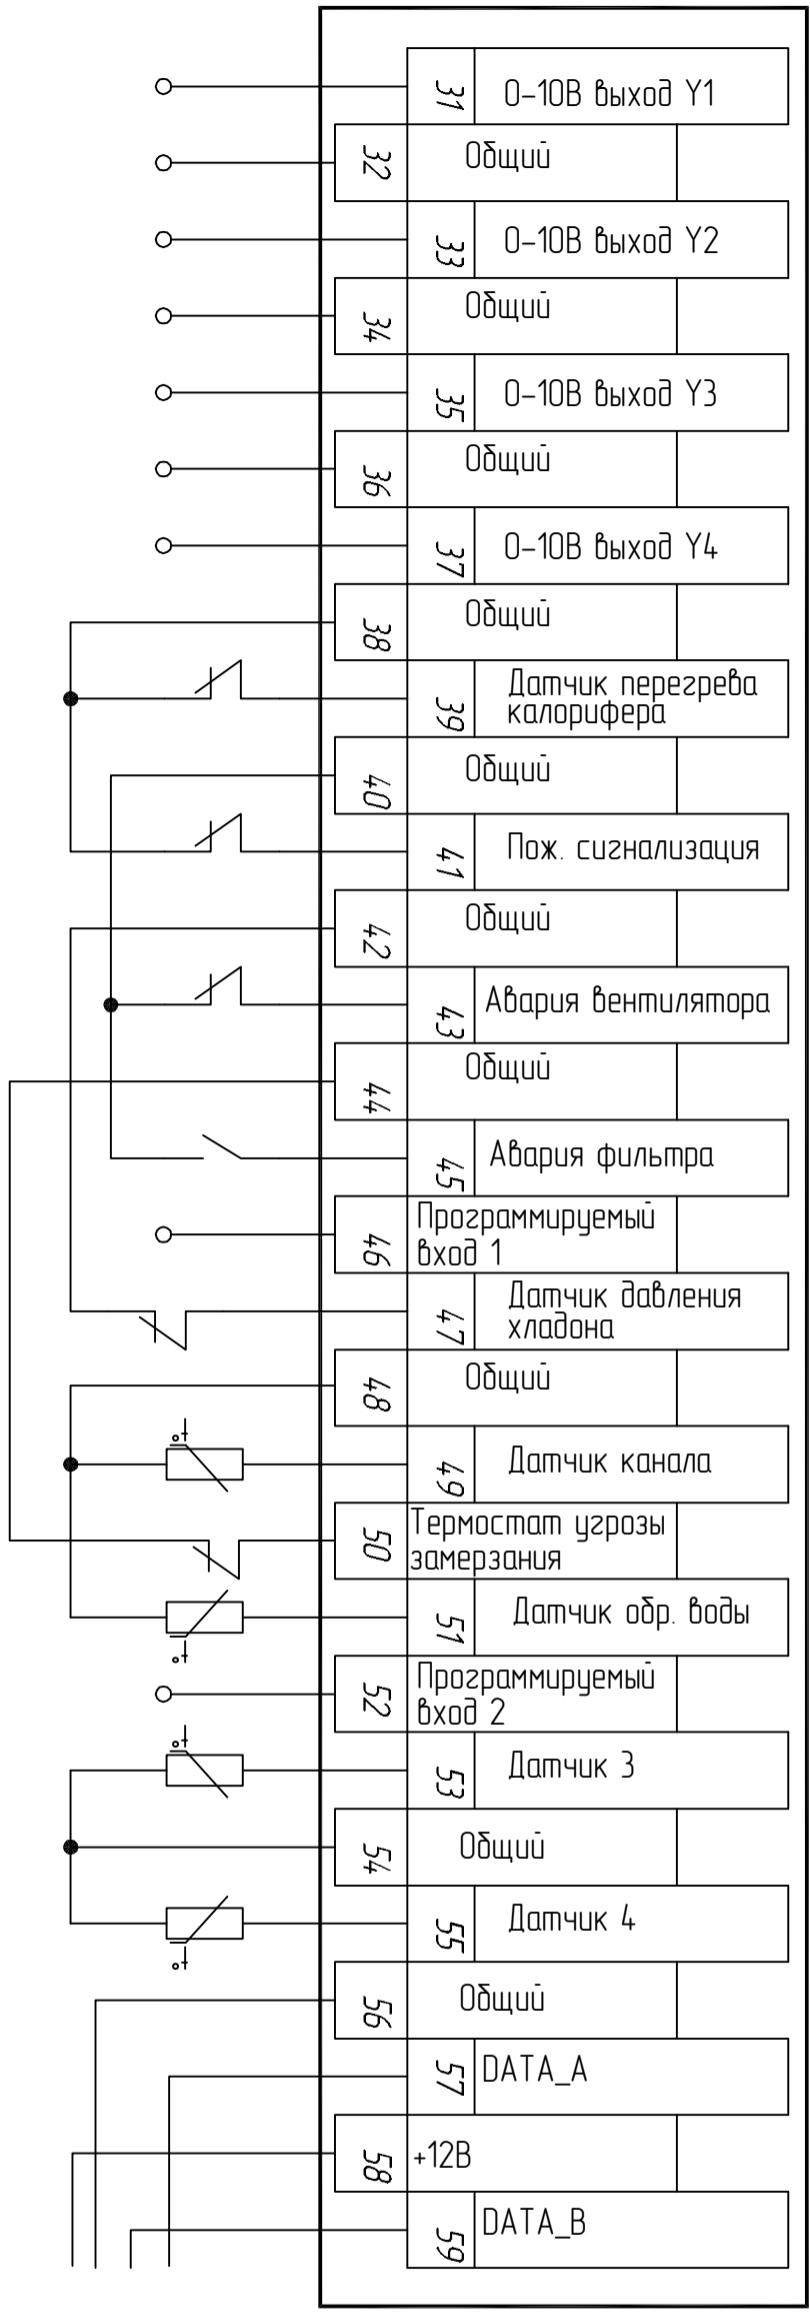 31 0-10В выход Y1
32 Общий
33 0-10В выход Y2
34 Общий
35 0-10В выход Y3
36 Общий
37 0-10В выход Y4
38 Общий
39 Датчик перегрева
калорифера
40 Общий
41 Пож. сигнализация
42 Общий
43 Авария вентилятора
44 Общий
45 Авария фильтра
46 Программируемый
вход 1
47 Датчик давления
хладона
48 Общий
t°
49 Датчик канала
50 Термостат угрозы
замерзания
51 Датчик обр. воды
t°
52 Программируемый
вход 2
t°
53 Датчик 3
54 Общий
55 Датчик 4
t°
56 Общий
57 DATA_A
58 +12В
59 DATA_B